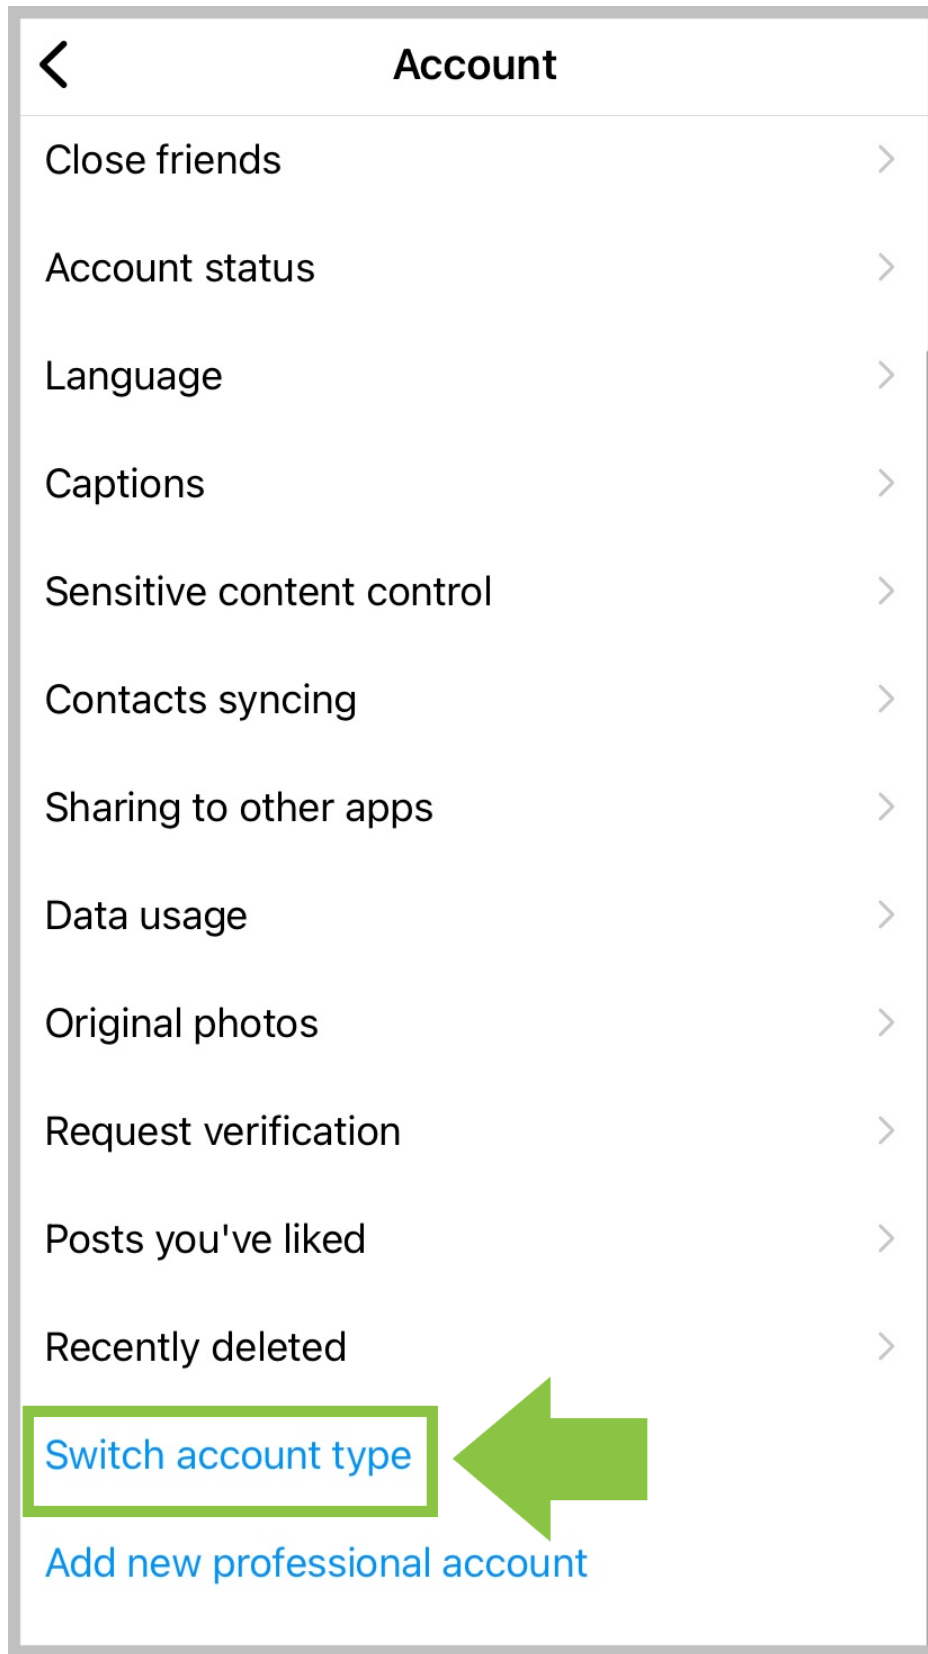 Account
Close friends
Account status
Language
Captions
Sensitive content control
Contacts syncing
Sharing to other apps
Data usage
Original photos
Request verification
Posts you've liked
Recently deleted
Switch account type
Add new professional account